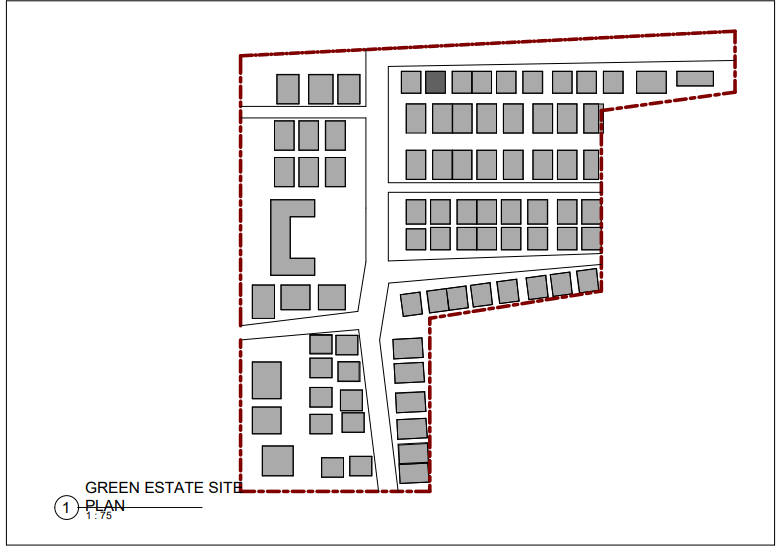 GREEN ESTATE SITE
PLAN
1
1 : 75